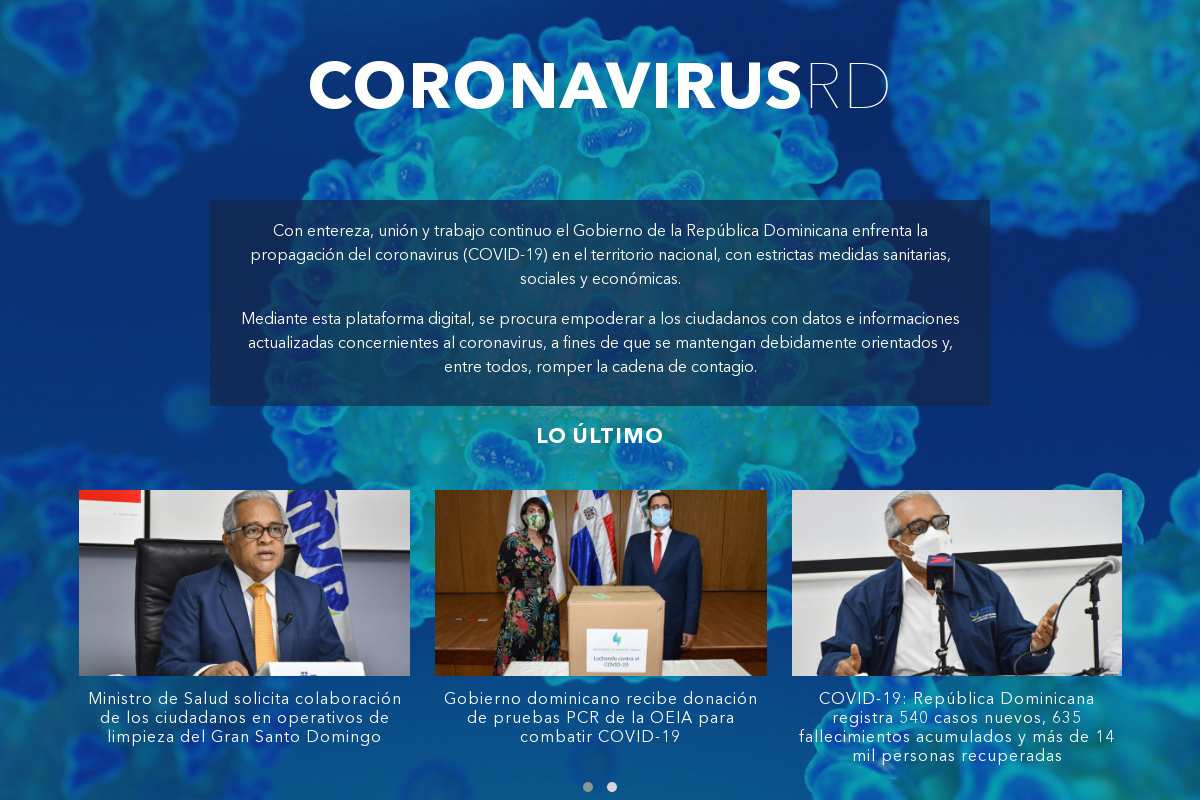 CORONAVIRUSRD
Con entereza, unión y trabajo continuo el Gobierno de la República Dominicana enfrenta la
propagación del coronavirus (COVID-19) en el territorio nacional, con estrictas medidas sanitarias,
sociales y económicas.
Mediante esta plataforma digital, se procura empoderar a los ciudadanos con datos e informaciones
actualizadas concernientes al coronavirus, a fines de que se mantengan debidamente orientados y,
entre todos, romper la cadena de contagio.
LO ÚLTIMO
Luchando contra el
COVID-19
Ministro de Salud solicita colaboración
de los ciudadanos en operativos de
limpieza del Gran Santo Domingo
Gobierno dominicano recibe donación
de pruebas PCR de la OEIA para
combatir COVID-19
COVID-19: República Dominicana
registra 540 casos nuevos, 635
fallecimientos acumulados y más de 14
mil personas recuperadas